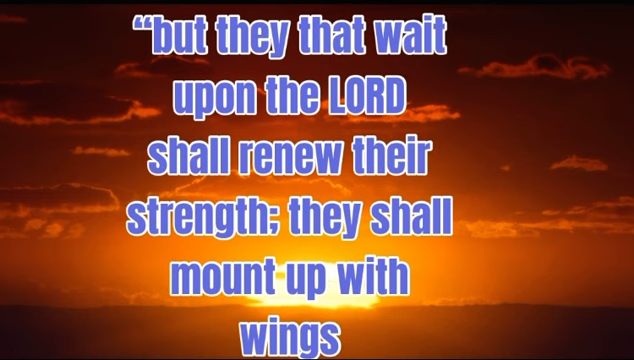 “but they that wait
upon the LORD
shall renew their
strength; they shall
mount up with
wings